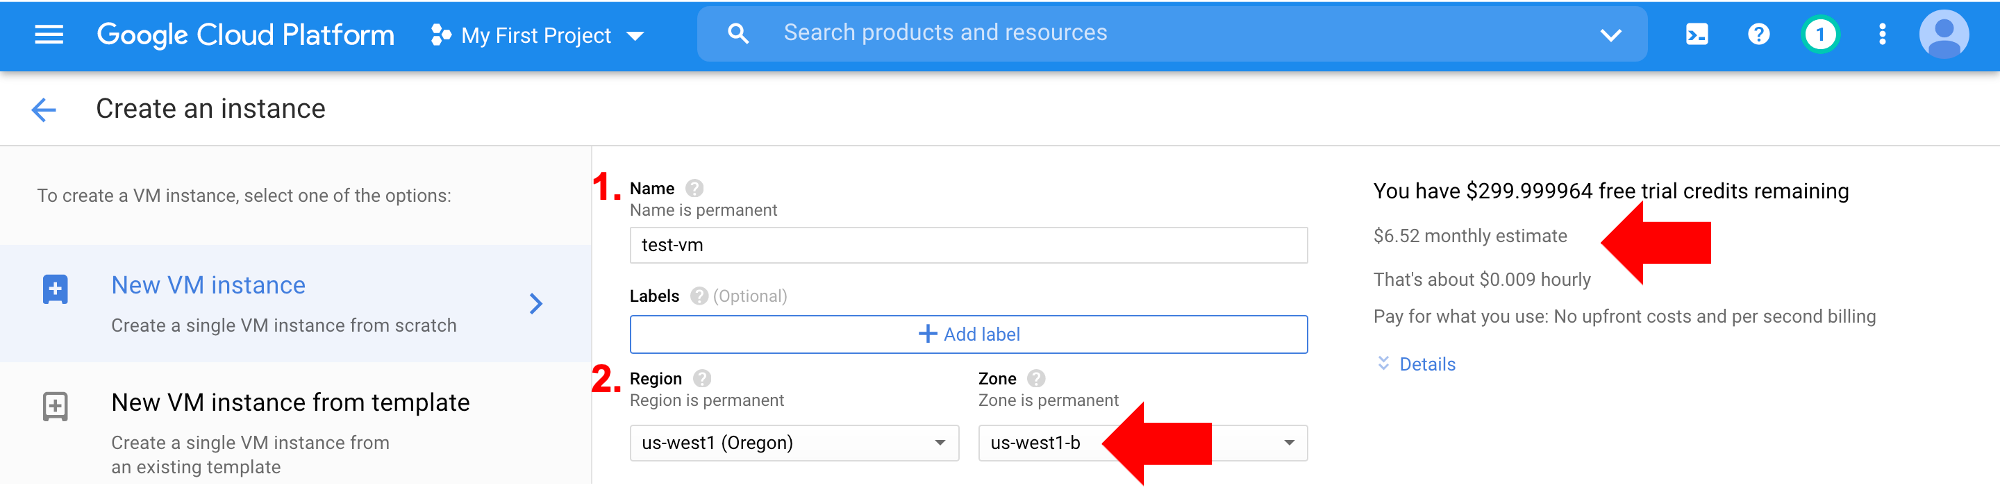 Google Cloud Platform
My First Project
Search products and resources
1
Create an instance
To create a VM instance, select one of the options:
New VM instance
Create a single VM instance from scratch
New VM instance from template
Create a single VM instance from
an existing template
1.
Name
Name is permanent
test-vm
Labels (Optional)
Add label
2.
Region
Region is permanent
us-west1 (Oregon)
Zone
Zone is permanent
us-west1-b
You have $299.999964 free trial credits remaining
$6.52 monthly estimate
That's about $0.009 hourly
Pay for what you use: No upfront costs and per second billing
Details